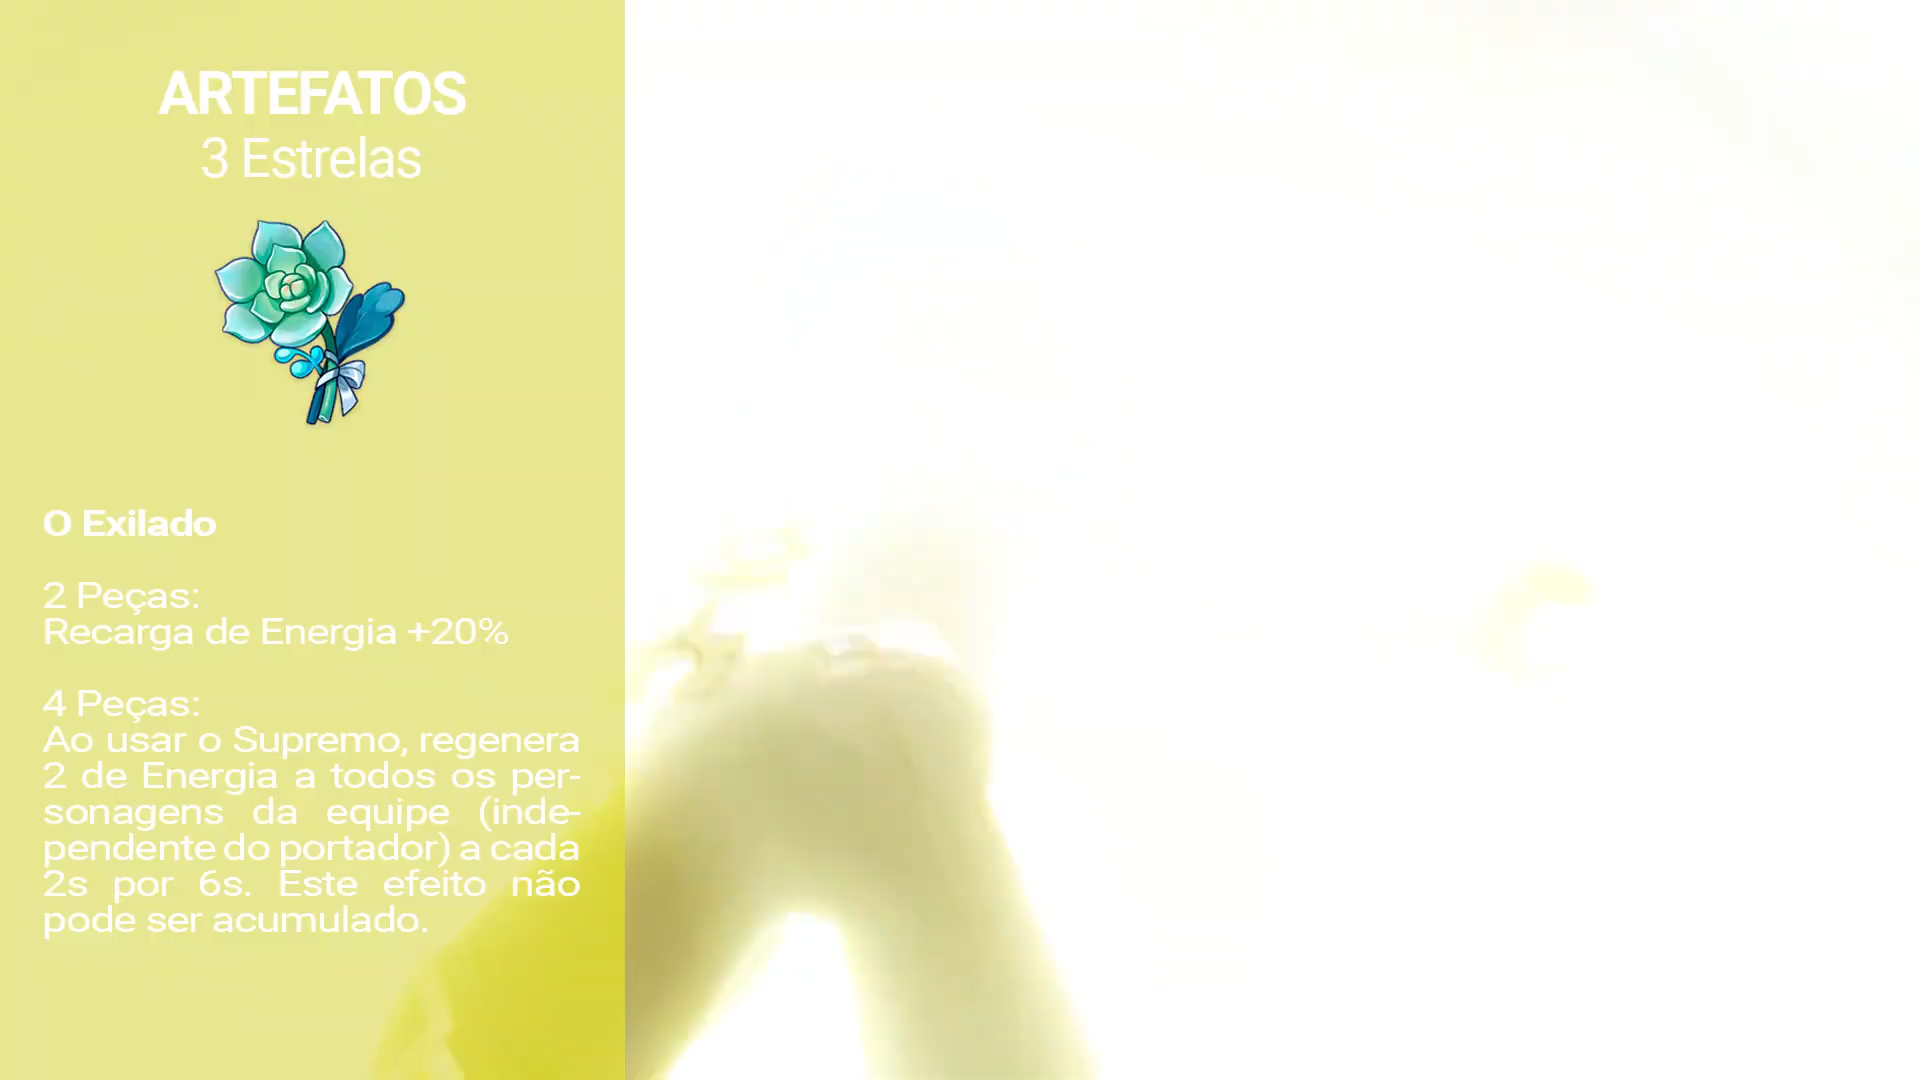 ARTEFATOS
3 Estrelas
O Exilado
2 Peças:
Recarga de Energia +20%
4 Peças:
Ao usar o Supremo, regenera
2 de Energia a todos os per-
sonagens da equipe (inde-
pendente do portador) a cada
2s por 6s. Este efeito não
pode ser acumulado.